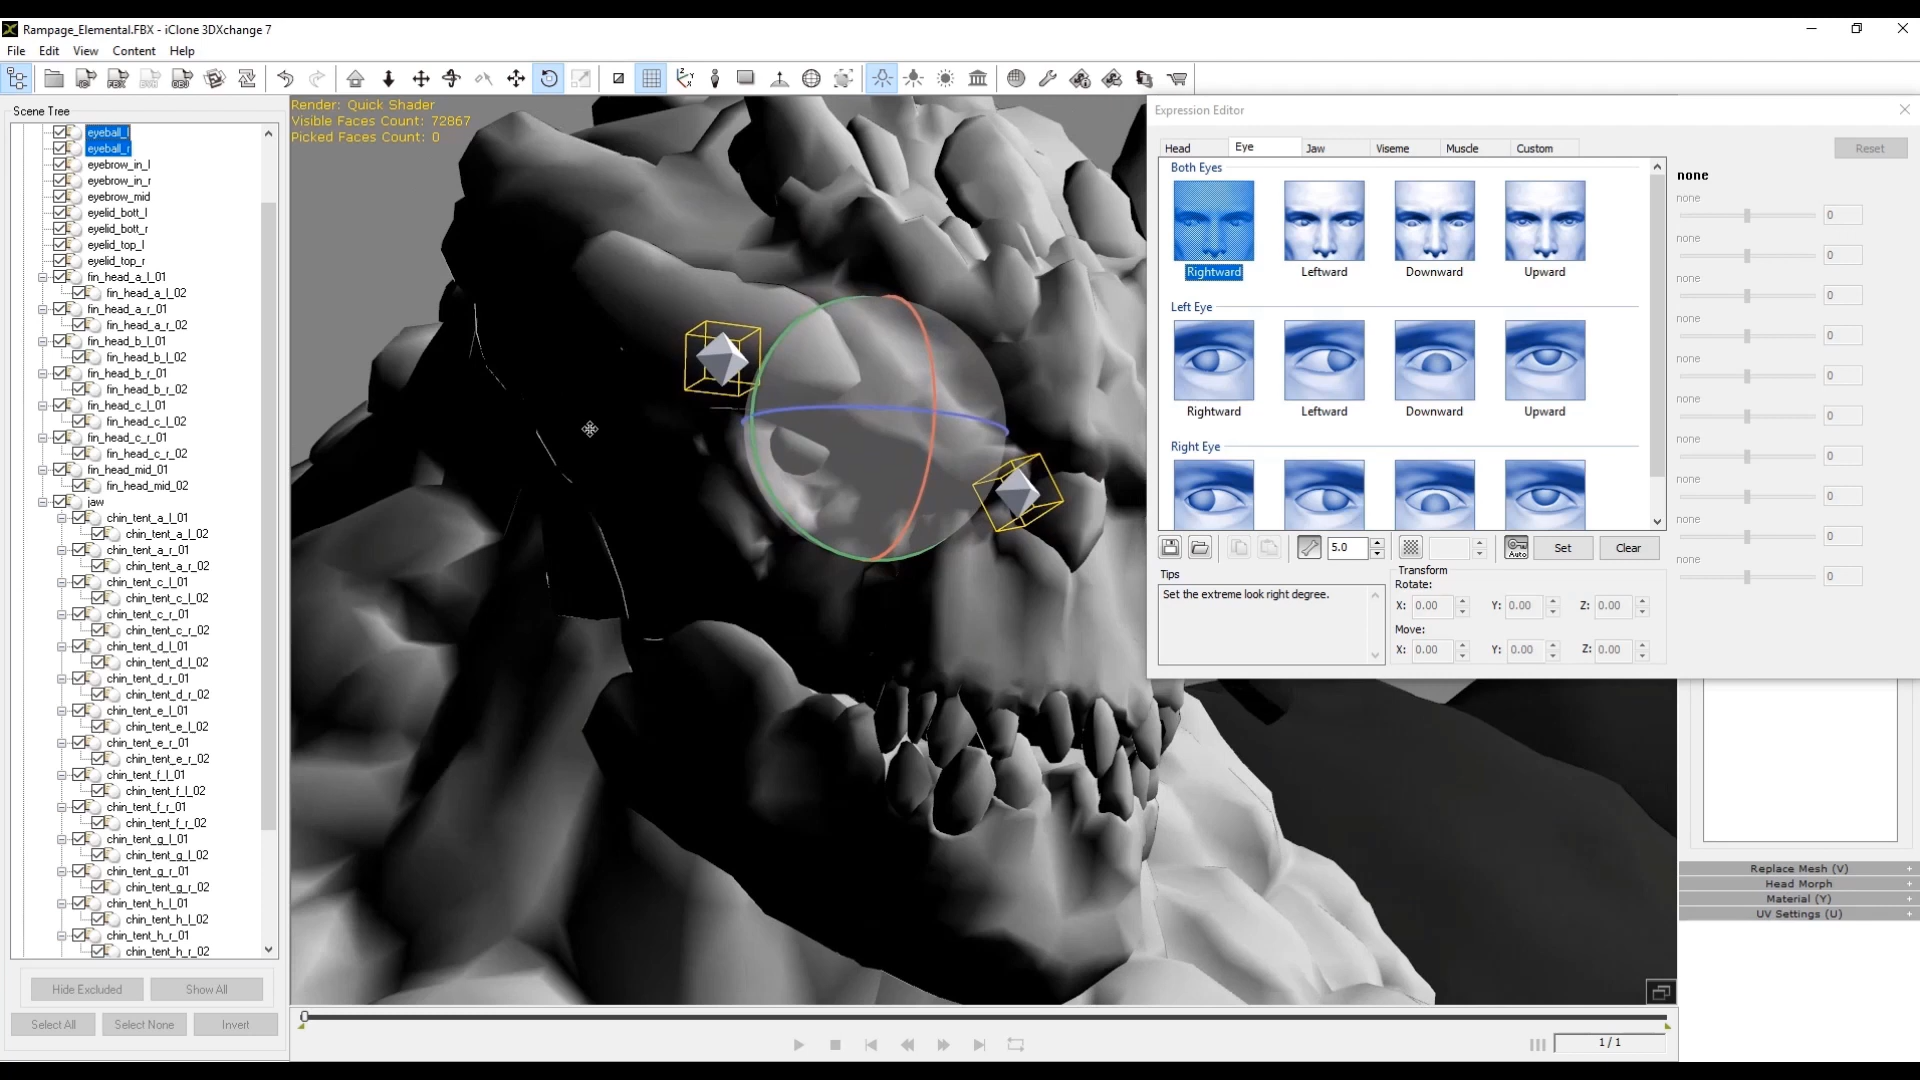 Rampage_Elemental.FBX - iClone 3DXchange 7
File Edit View Content Help
Scene Tree
eyeball_l
eyeball_r
eyebrow_in_l
eyebrow_in_r
eyebrow_mid
eyelid_bott_l
eyelid_bott_r
eyelid_top_l
eyelid_top_r
fin_head_a_l_01
fin_head_a_l_02
fin_head_a_r_01
fin_head_a_r_02
fin_head_b_l_01
fin_head_b_l_02
fin_head_b_r_01
fin_head_b_r_02
fin_head_c_l_01
fin_head_c_l_02
fin_head_c_r_01
fin_head_c_r_02
fin_head_mid_01
fin_head_mid_02
jaw
chin_tent_a_l_01
chin_tent_a_l_02
chin_tent_a_r_01
chin_tent_a_r_02
chin_tent_c_l_01
chin_tent_c_l_02
chin_tent_c_r_01
chin_tent_c_r_02
chin_tent_d_l_01
chin_tent_d_l_02
chin_tent_d_r_01
chin_tent_d_r_02
chin_tent_e_l_01
chin_tent_e_l_02
chin_tent_e_r_01
chin_tent_e_r_02
chin_tent_f_l_01
chin_tent_f_l_02
chin_tent_f_r_01
chin_tent_f_r_02
chin_tent_g_l_01
chin_tent_g_l_02
chin_tent_g_r_01
chin_tent_g_r_02
chin_tent_h_l_01
chin_tent_h_l_02
chin_tent_h_r_01
chin_tent_h_r_02
Hide Excluded Show All
Select All Select None Invert
Render: Quick Shader
Visible Faces Count: 72867
Picked Faces Count: 0
Expression Editor
Head Eye Jaw Viseme Muscle Custom
Reset
Both Eyes
Rightward Leftward Downward Upward
Left Eye
Rightward Leftward Downward Upward
Right Eye
5.0
Auto
Set Clear
Tips
Set the extreme look right degree.
Transform
Rotate:
X: 0.00 Y: 0.00 Z: 0.00
Move:
X: 0.00 Y: 0.00 Z: 0.00
none
none
0
none
0
none
0
none
0
none
0
none
0
none
0
none
0
none
0
none
0
Replace Mesh (V) +
Head Morph +
Material (Y) +
UV Settings (U) +
1 / 1